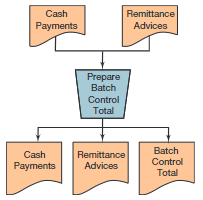 Cash
Payments
Remittance
Advices
Prepare
Batch
Control
Total
Cash
Payments
Remittance
Advices
Batch
Control
Total